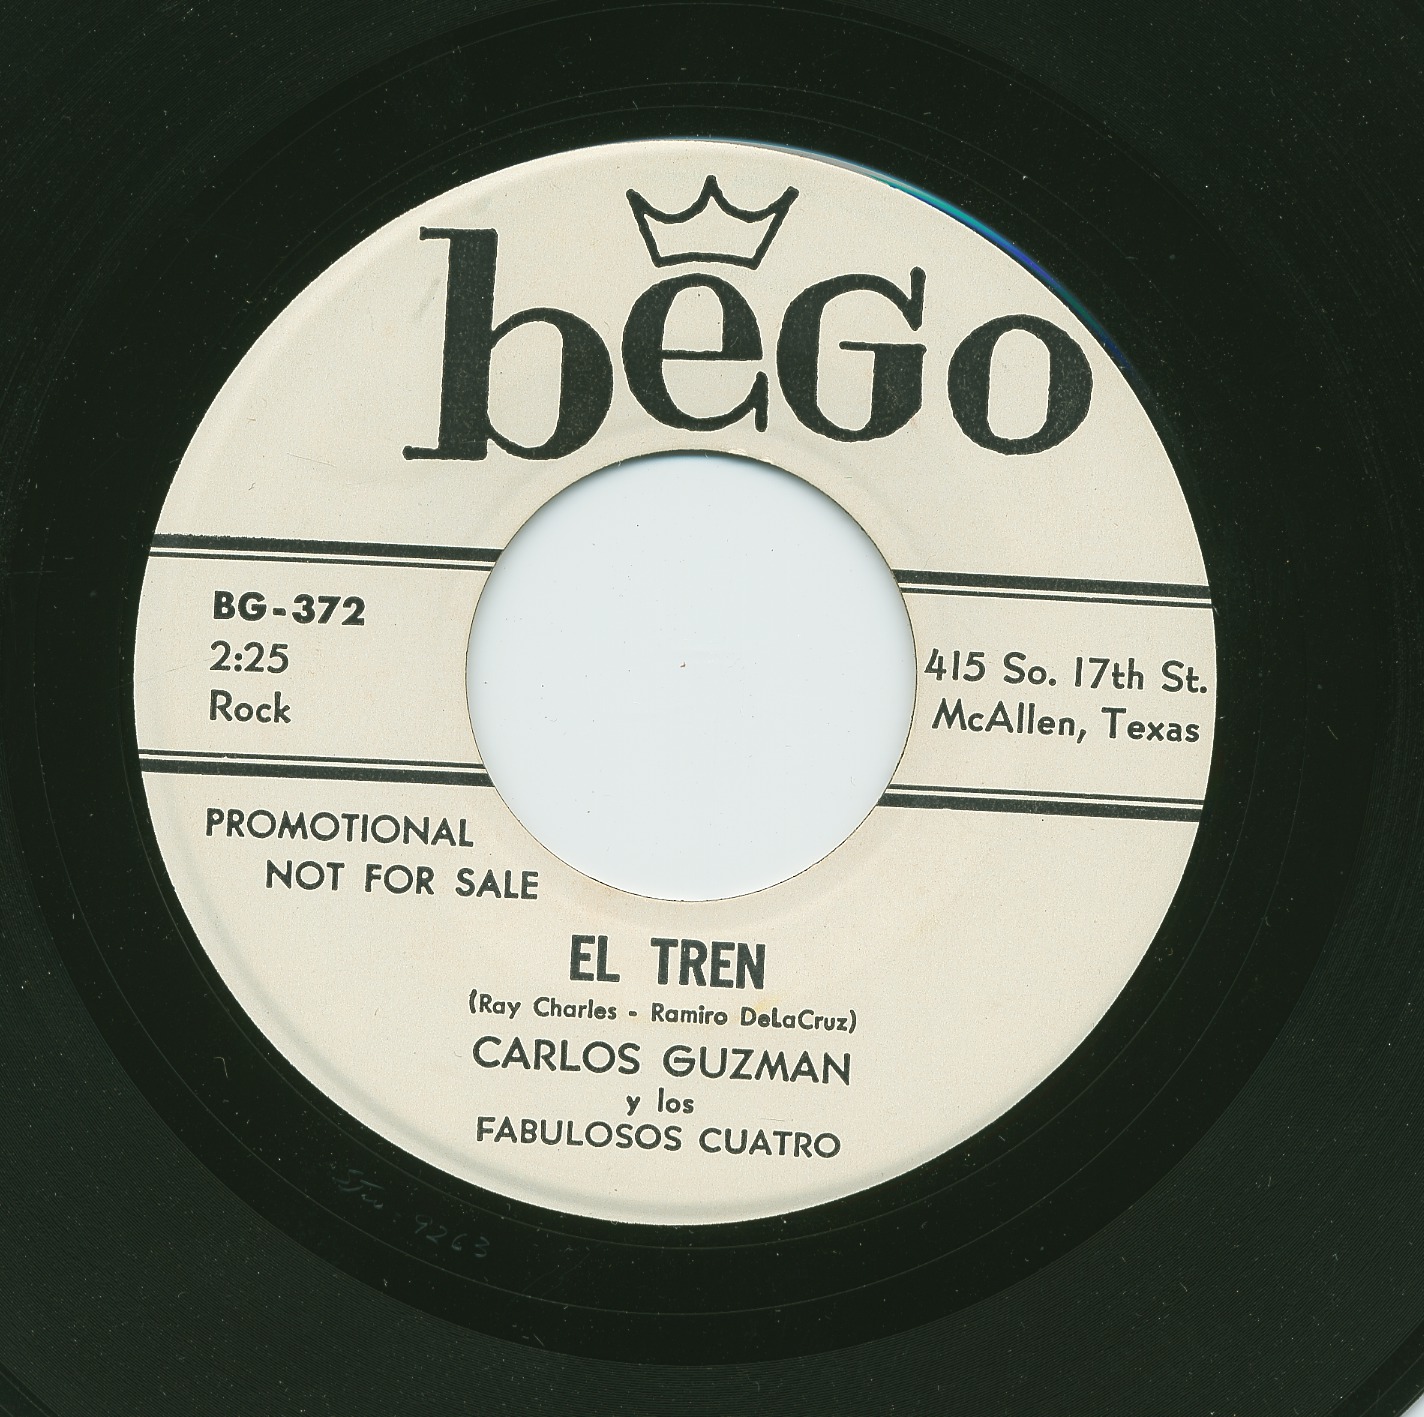 beGo
BG-372
2:25
Rock
415 So. 17th St.
McAllen, Texas
PROMOTIONAL
NOT FOR SALE
EL TREN
(Ray Charles - Ramiro DeLaCruz)
CARLOS GUZMAN
y los
FABULOSOS CUATRO
9263